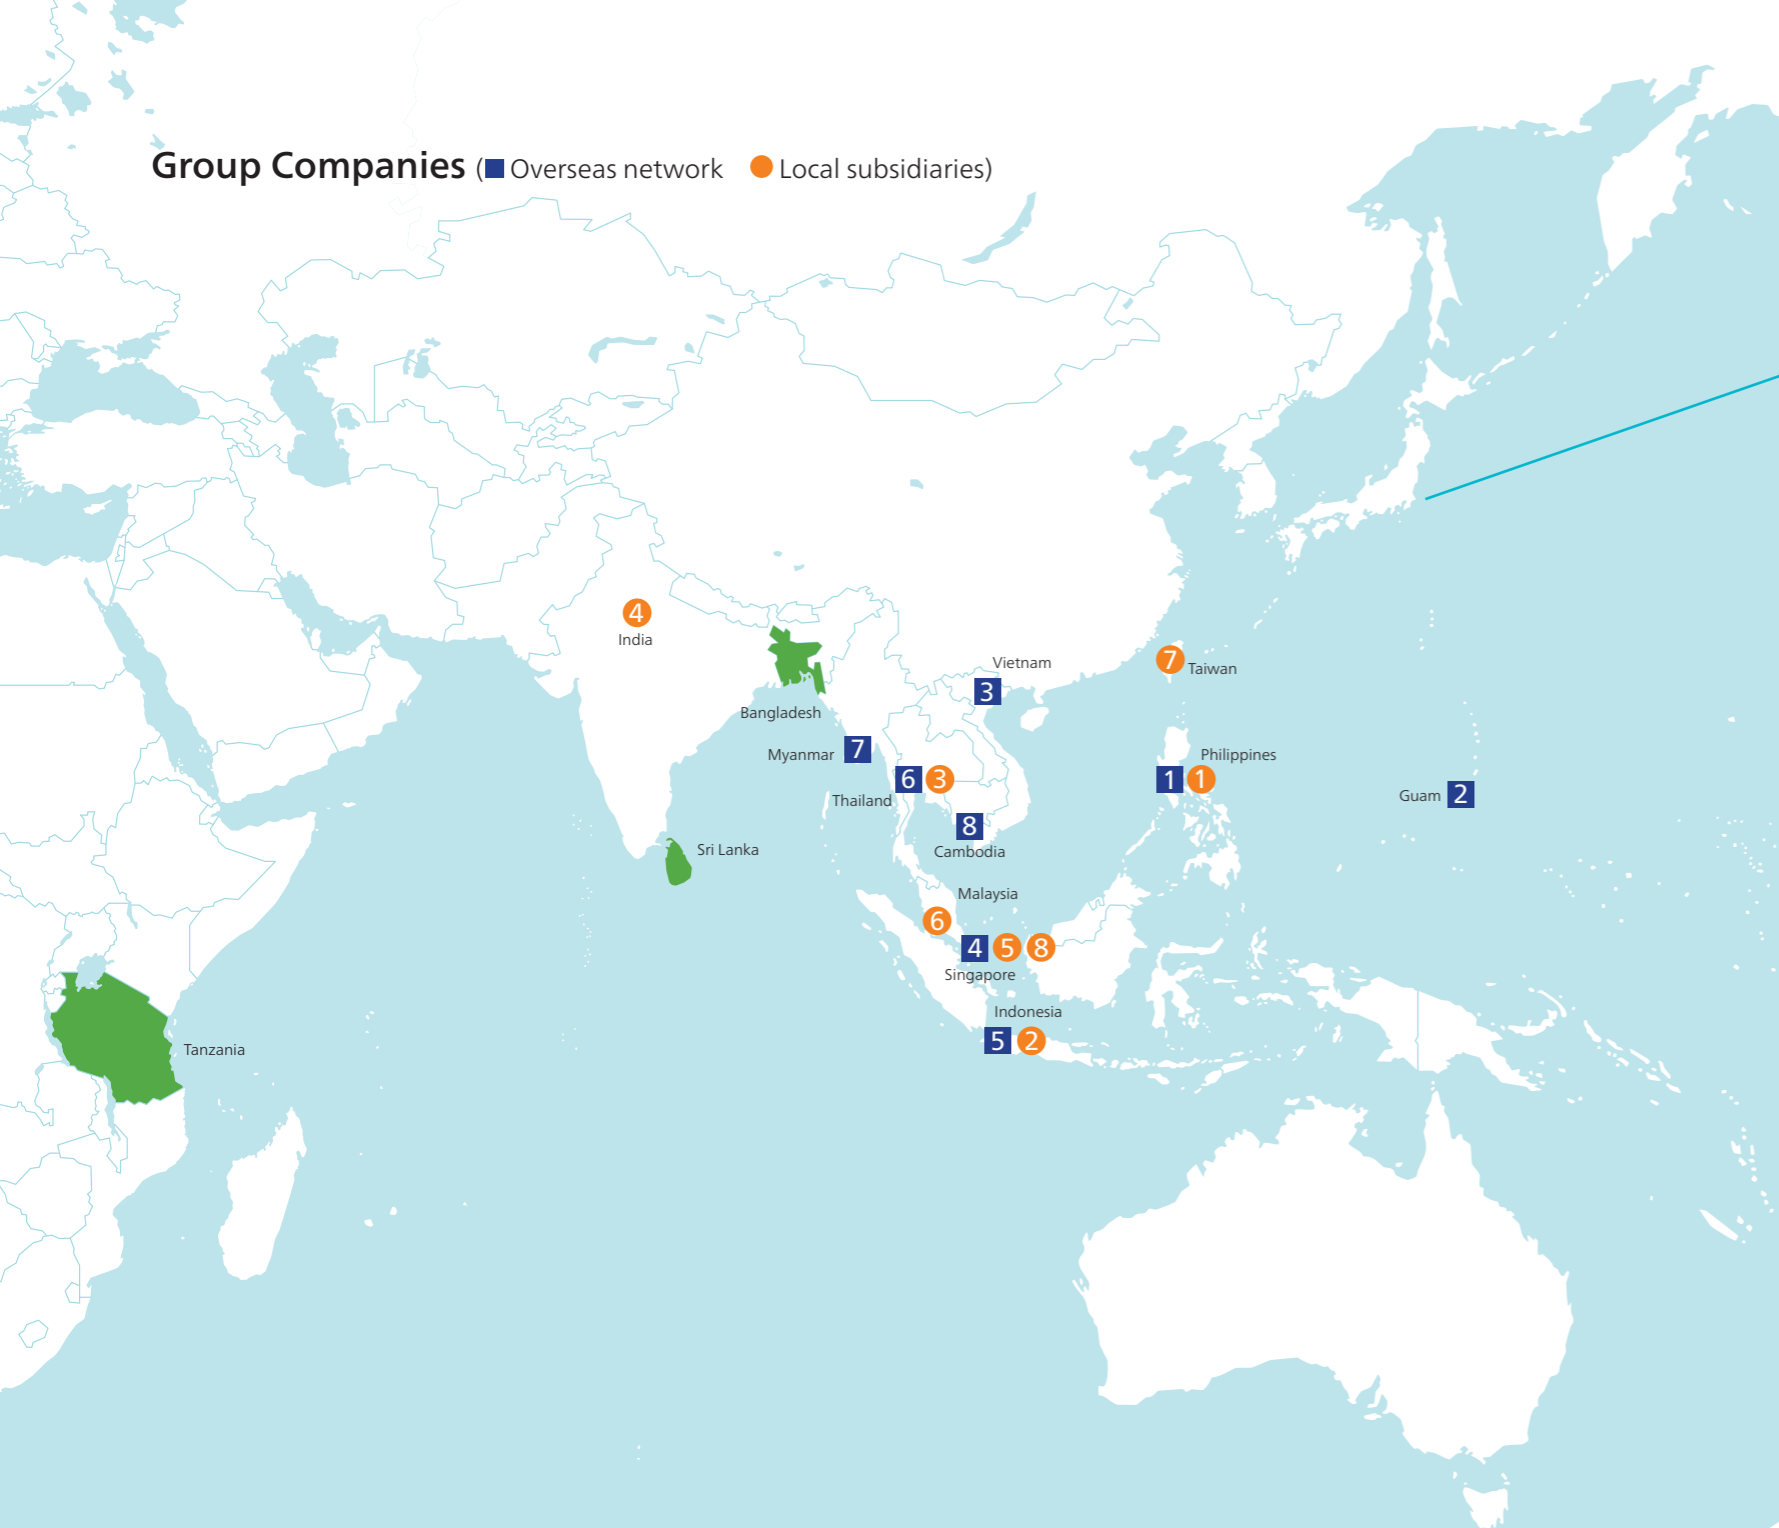 Group Companies (Overseas network Local subsidiaries)
4
India
Vietnam
3
7 Taiwan
Bangladesh
Myanmar 7
Philippines
1 1
6 3
Thailand
Guam 2
8
Cambodia
Sri Lanka
Malaysia
6
4 5 8
Singapore
Indonesia
5 2
Tanzania